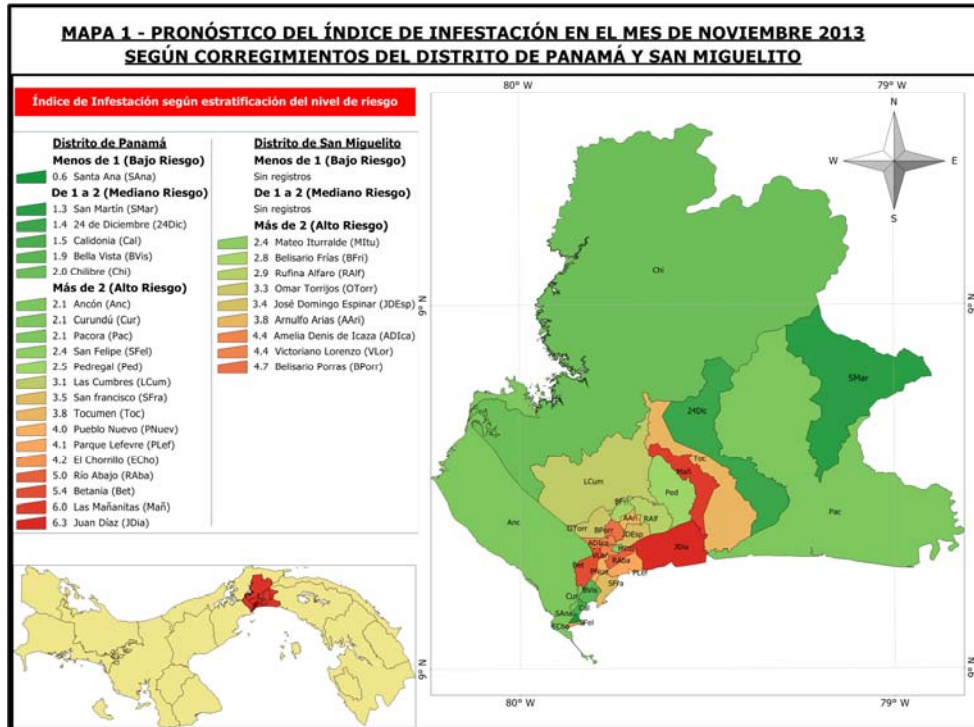 MAPA 1 - PRONÓSTICO DEL ÍNDICE DE INFESTACIÓN EN EL MES DE NOVIEMBRE 2013
SEGÚN CORREGIMIENTOS DEL DISTRITO DE PANAMÁ Y SAN MIGUELITO
Índice de Infestación según estratificación del nivel de riesgo
Distrito de Panamá
Menos de 1 (Bajo Riesgo)
0.6 Santa Ana (SAna)
De 1 a 2 (Mediano Riesgo)
1.3 San Martín (SMar)
1.4 24 de Diciembre (24Dic)
1.5 Calidonia (Cal)
1.9 Bella Vista (BVis)
2.0 Chilibre (Chi)
Más de 2 (Alto Riesgo)
2.1 Ancón (Anc)
2.1 Curundú (Cur)
2.1 Pacora (Pac)
2.4 San Felipe (SFel)
2.5 Pedregal (Ped)
3.1 Las Cumbres (LCum)
3.5 San francisco (SFra)
3.8 Tocumen (Toc)
4.0 Pueblo Nuevo (PNuev)
4.1 Parque Lefevre (PLef)
4.2 El Chorrillo (ECho)
5.0 Río Abajo (RAba)
5.4 Betania (Bet)
6.0 Las Mañanitas (Mañ)
6.3 Juan Díaz (JDia)
Distrito de San Miguelito
Menos de 1 (Bajo Riesgo)
Sin registros
De 1 a 2 (Mediano Riesgo)
Sin registros
Más de 2 (Alto Riesgo)
2.4 Mateo Iturralde (MItu)
2.8 Belisario Frías (BFri)
2.9 Rufina Alfaro (RAlf)
3.3 Omar Torrijos (OTorr)
3.4 José Domingo Espinar (JDEsp)
3.8 Arnulfo Arias (AAri)
4.4 Amelia Denis de Icaza (ADIca)
4.4 Victoriano Lorenzo (VLor)
4.7 Belisario Porras (BPorr)
80° W
79° W
N
W
E
S
9° N
9° N
Chi
SMar
24Dic
Toc
Mañ
LCum
Ped
Pac
Anc
BFri
AAri
RAlf
OTorr
BPorr
JDEsp
ADIca
VLor
JDia
RAba
Bet
PLef
SFra
BVis
Cur
SAna
SFel
ECho
9° N
9° N
80° W
79° W